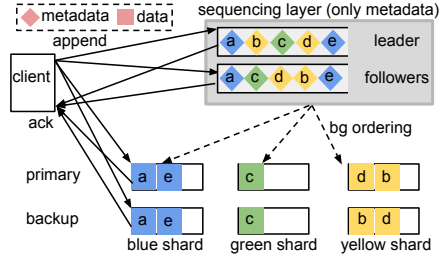 metadata data
sequencing layer (only metadata)
append
a b c d e leader
client
a c d b e followers
ack
bg ordering
primary a e c d b
backup a e c b d
blue shard green shard yellow shard